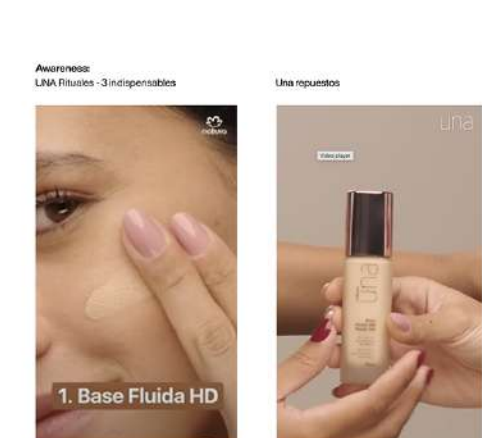 Awareness:
UNA Rituales - 3 indispensables
Una repuestos
natura
una
Video player
1. Base Fluida HD
una